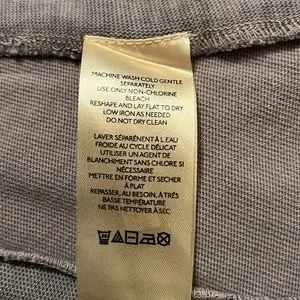 MACHINE WASH COLD GENTLE
SEPARATELY
USE ONLY NON-CHLORINE
BLEACH
RESHAPE AND LAY FLAT TO DRY
LOW IRON AS NEEDED
DO NOT DRY CLEAN
LAVER SÉPARÉNENT À L EAU
FROIDE AU CYCLE DÉLICAT
UTILISER UN AGENT DE
BLANCHIMENT SANS CHLORE SI
NÉCESSAIRE
METTRE EN FORME ET SÉCHER
À PLAT
REPASSER, AU BESOIN, À TRÈS
BASSE TEMPÉRATURE
NE PAS NETTOYER À SEC